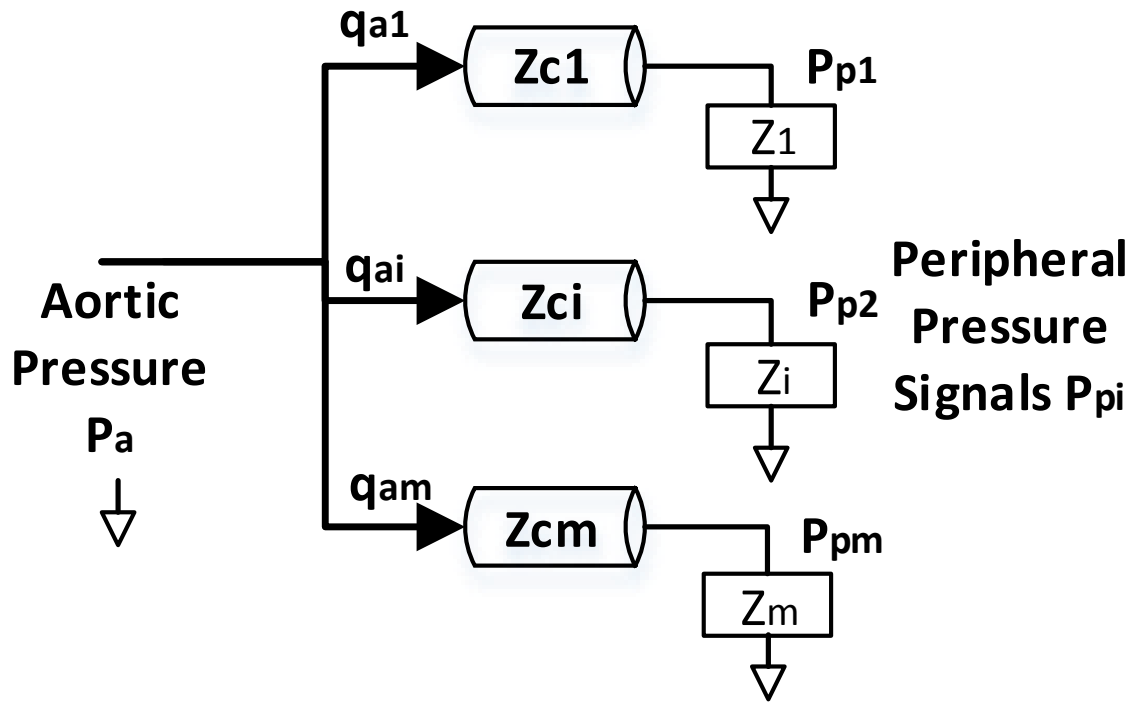 qa1
Zc1
Pp1
Z1
qai
Zci
Pp2
Zi
Aortic
Pressure
Pa
Peripheral
Pressure
Signals Ppi
qam
Zcm
Ppm
Zm